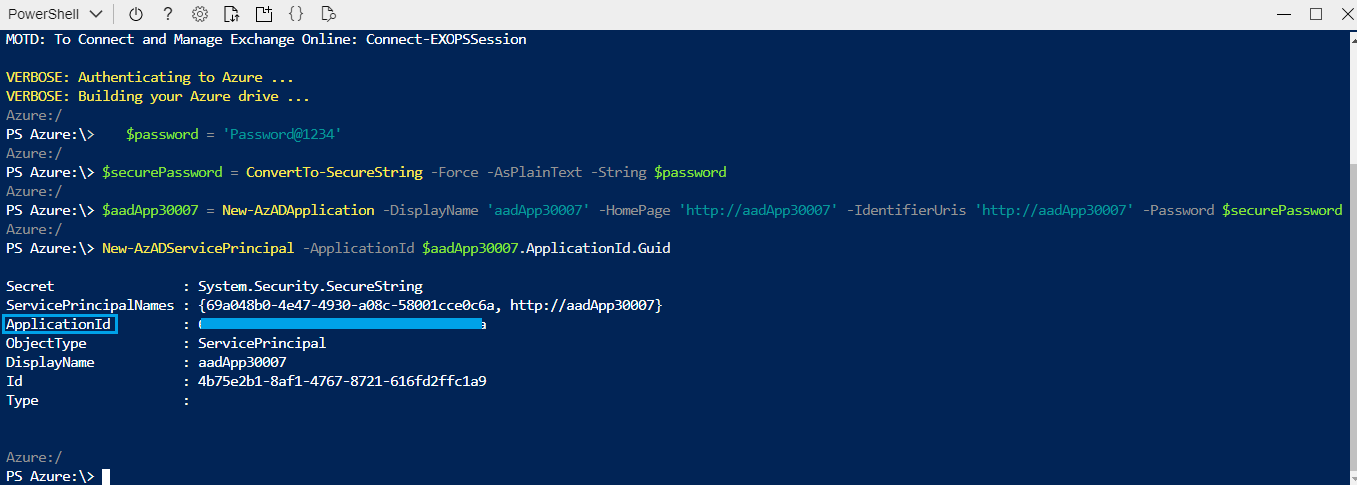 PowerShell
MOTD: To Connect and Manage Exchange Online: Connect-EXOPSSession
VERBOSE: Authenticating to Azure ...
VERBOSE: Building your Azure drive ...
Azure:/
PS Azure:\> $password = 'Password@1234'
Azure:/
PS Azure:\> $securePassword = ConvertTo-SecureString -Force -AsPlainText -String $password
Azure:/
PS Azure:\> $aadApp30007 = New-AzADApplication -DisplayName 'aadApp30007' -HomePage 'http://aadApp30007' -IdentifierUris 'http://aadApp30007' -Password $securePassword
Azure:/
PS Azure:\> New-AzADServicePrincipal -ApplicationId $aadApp30007.ApplicationId.Guid
Secret : System.Security.SecureString
ServicePrincipalNames : {69a048b0-4e47-4930-a08c-58001cce0c6a, http://aadApp30007}
ApplicationId :
ObjectType : ServicePrincipal
DisplayName : aadApp30007
Id : 4b75e2b1-8af1-4767-8721-616fd2ffc1a9
Type :
Azure:/
PS Azure:\>